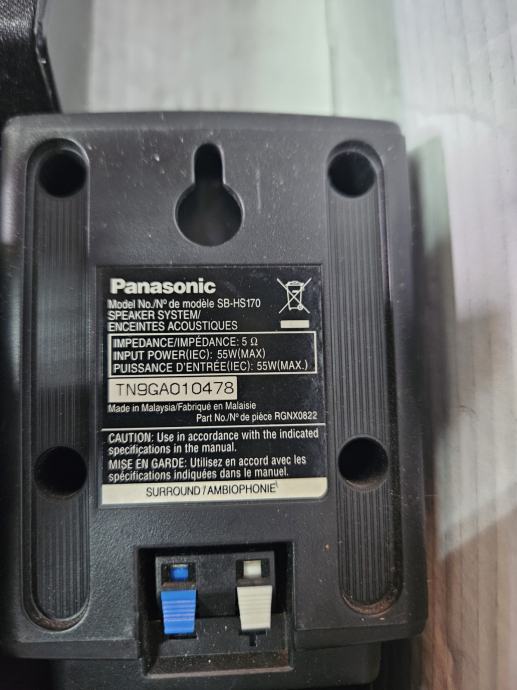 Panasonic
Model No./Nº de modèle SB-HS170
SPEAKER SYSTEM/
ENCEINTES ACOUSTIQUES
IMPEDANCE/IMPÉDANCE: 5 Ω
INPUT POWER(IEC): 55W(MAX)
PUISSANCE D'ENTRÉE(IEC): 55W(MAX.)
TN9GA010478
Made in Malaysia/Fabriqué en Malaisie
Part No./Nº de pièce RGNX0822
CAUTION: Use in accordance with the indicated
specifications in the manual.
MISE EN GARDE: Utilisez en accord avec les
spécifications indiquées dans le manuel.
SURROUND/AMBIOPHONIE